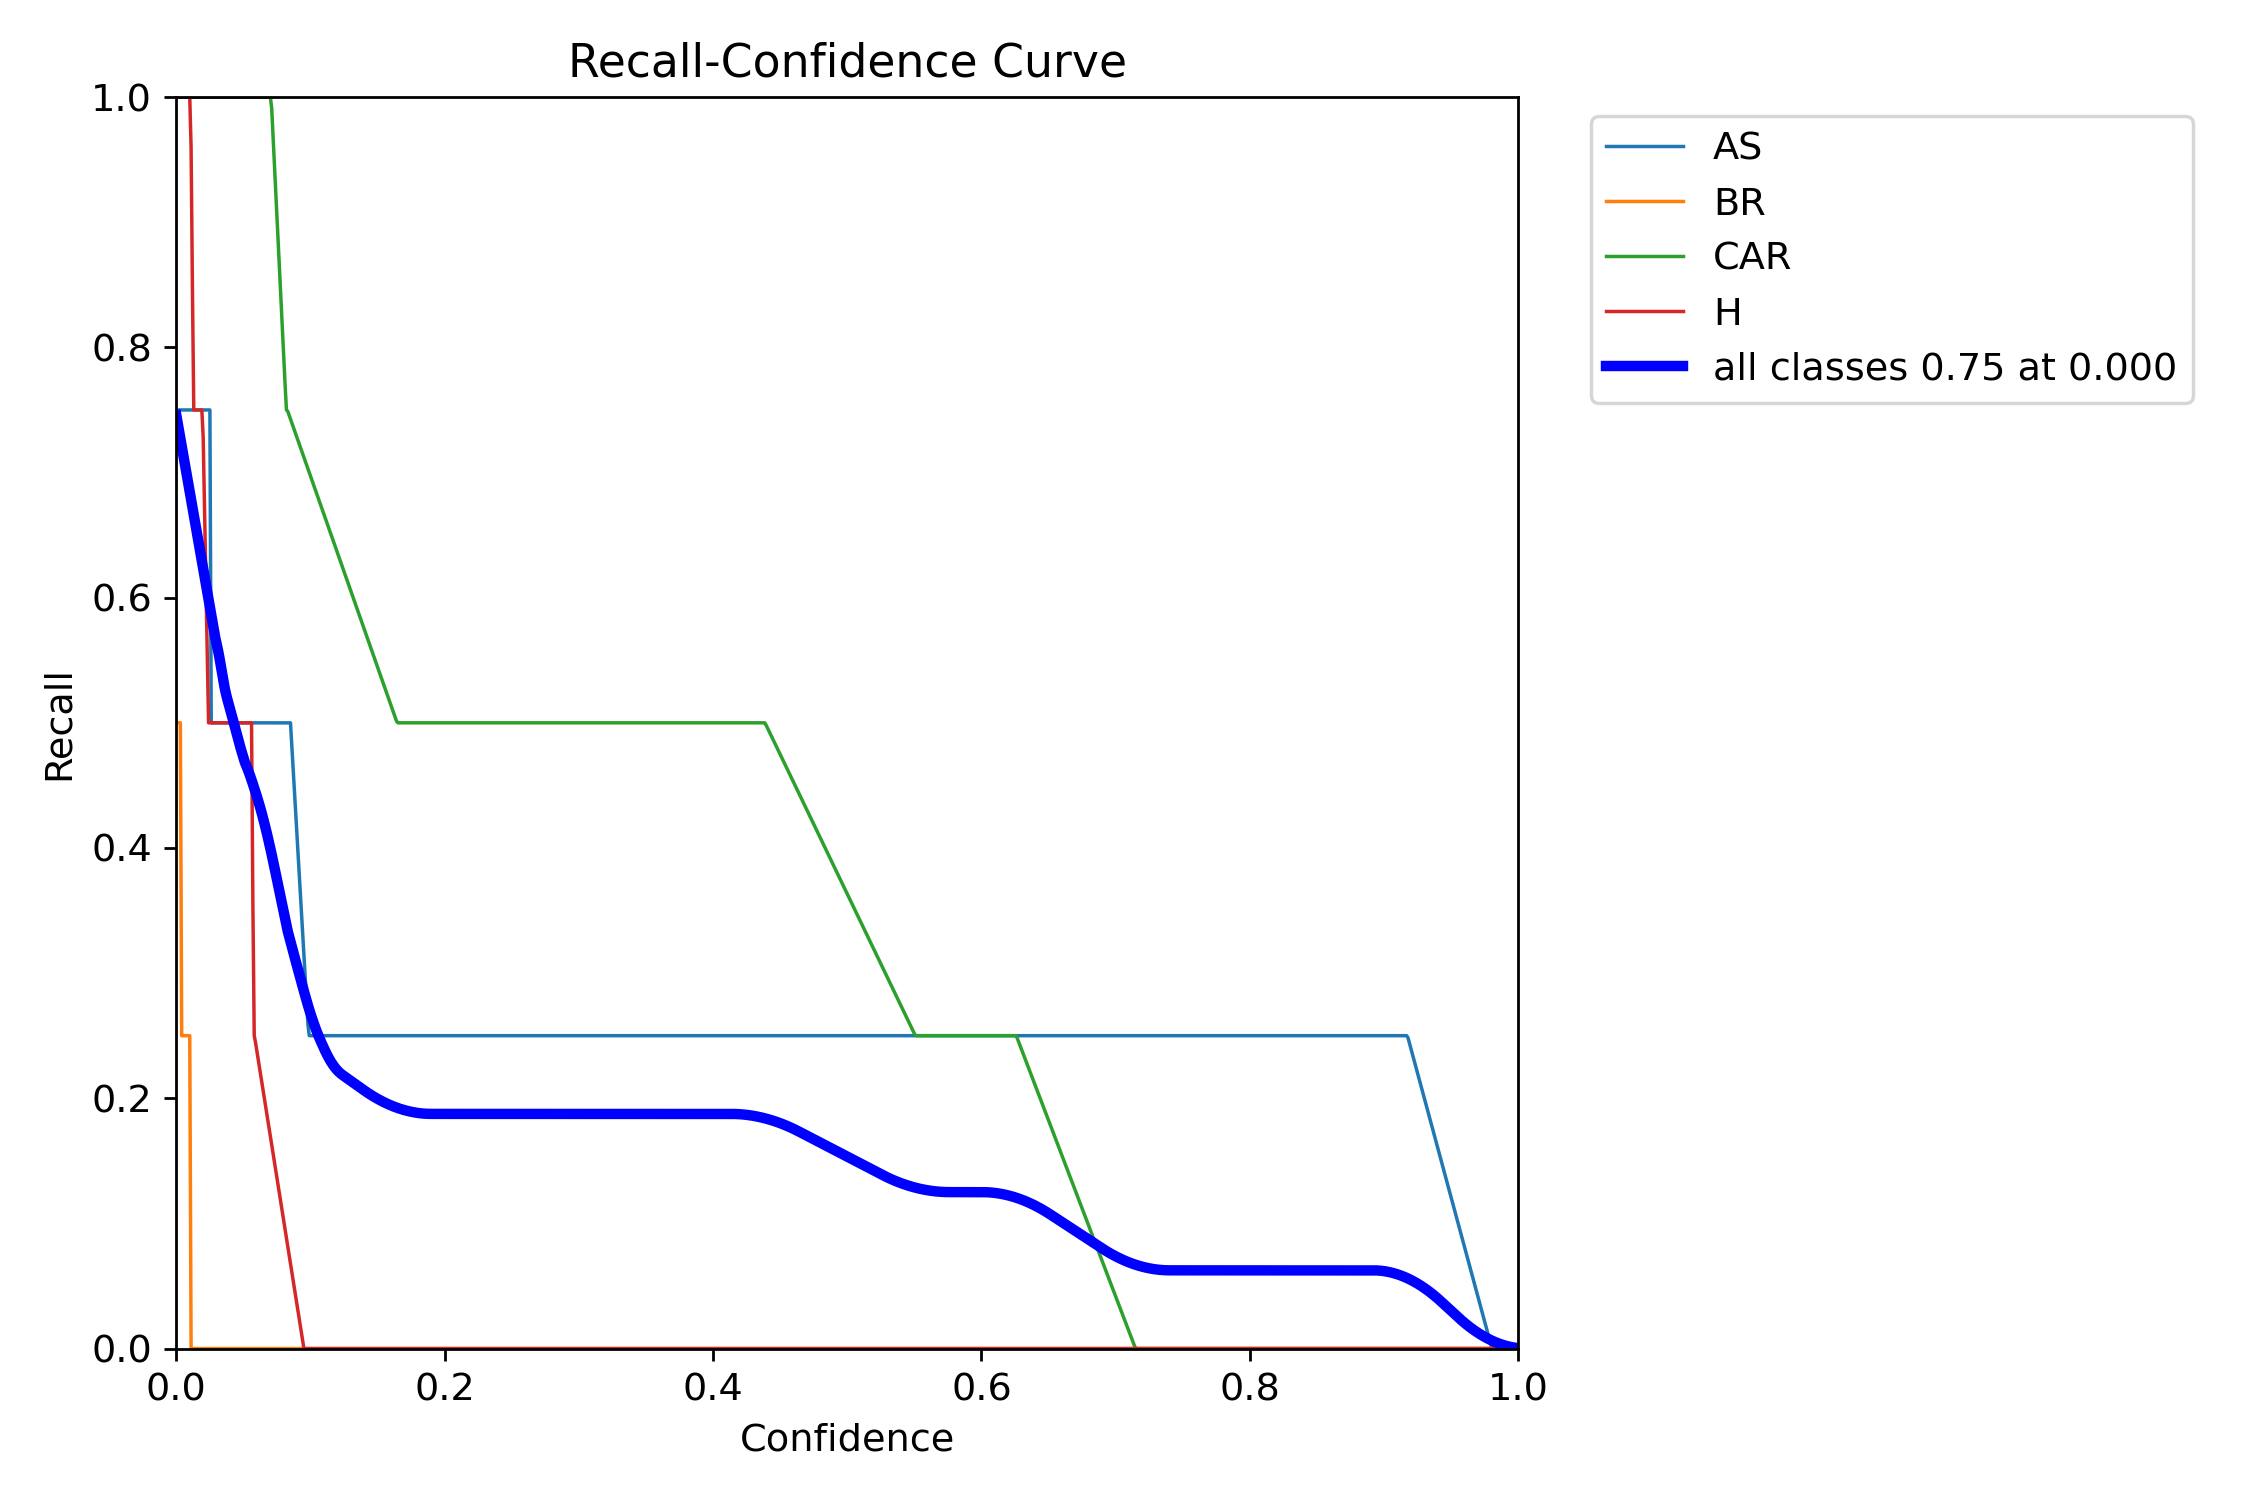 Recall-Confidence Curve
1.0
0.8
0.6
0.4
0.2
0.0
Recall
0.0 0.2 0.4 0.6 0.8 1.0
Confidence
AS
BR
CAR
H
all classes 0.75 at 0.000